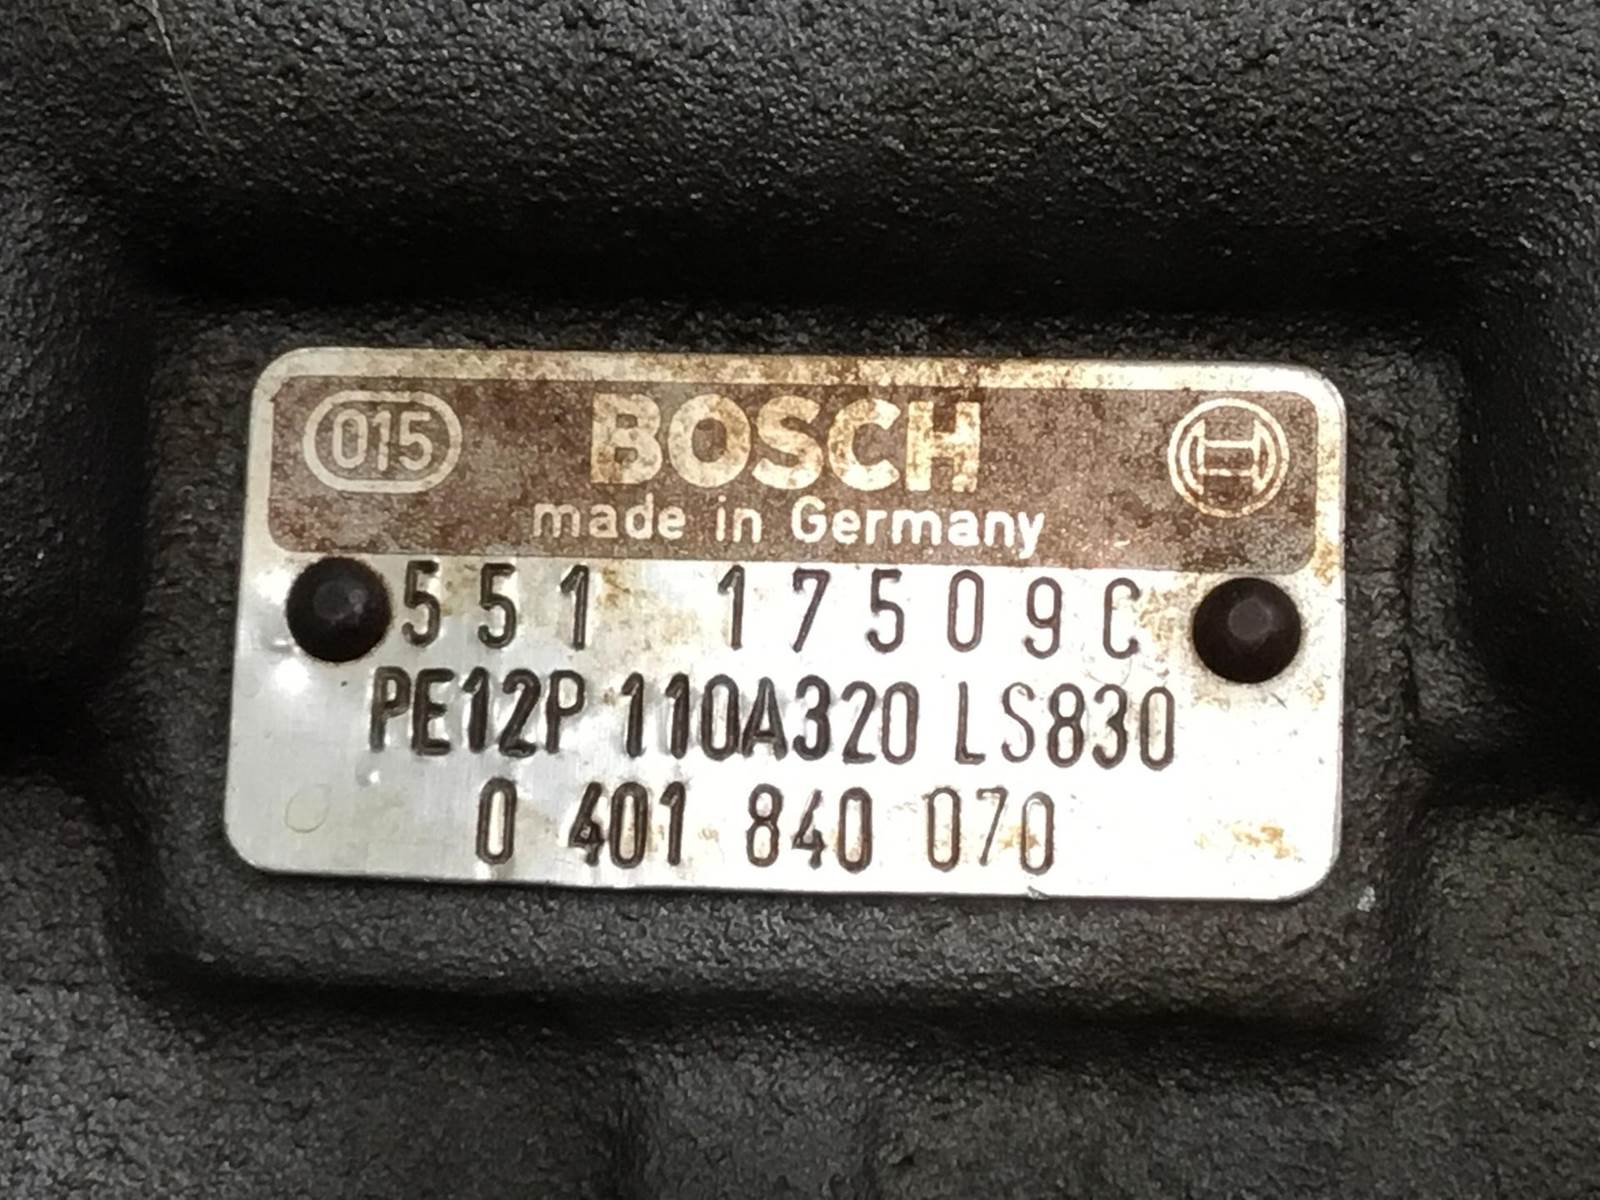 015 BOSCH
made in Germany
551 17509C
PE12P 110A320 LS830
0 401 840 070